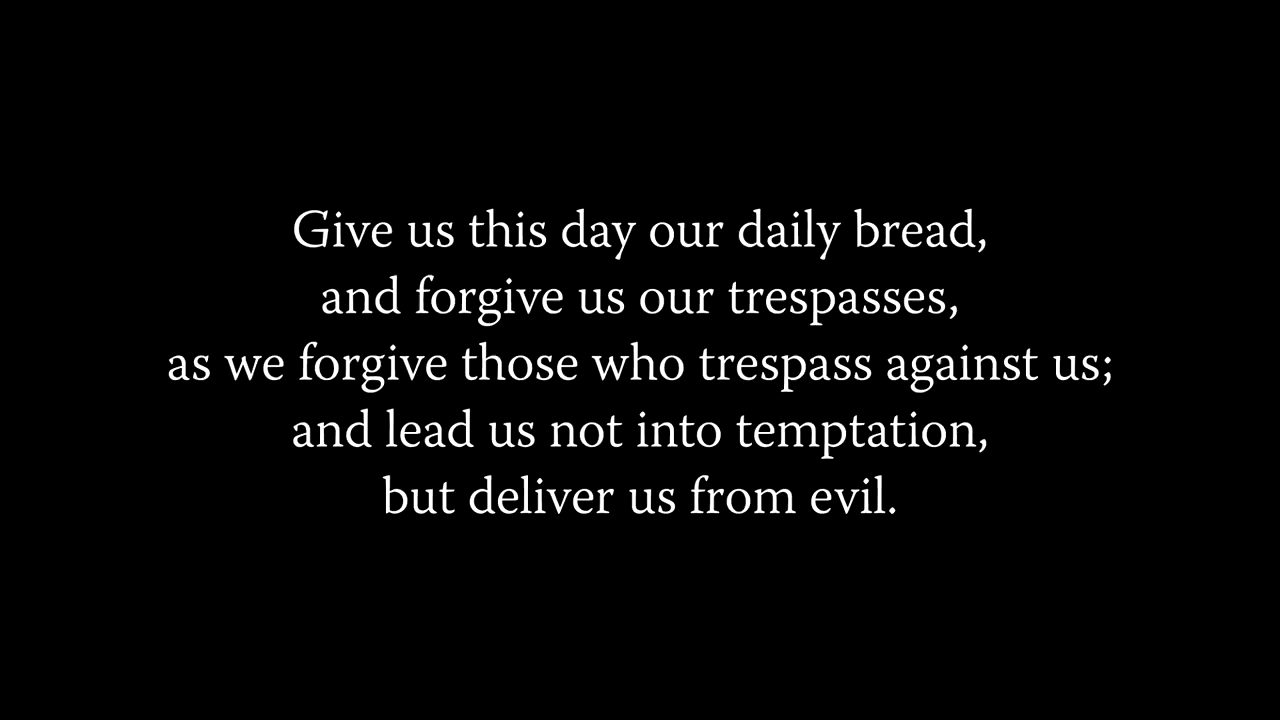 Give us this day our daily bread,
and forgive us our trespasses,
as we forgive those who trespass against us;
and lead us not into temptation,
but deliver us from evil.